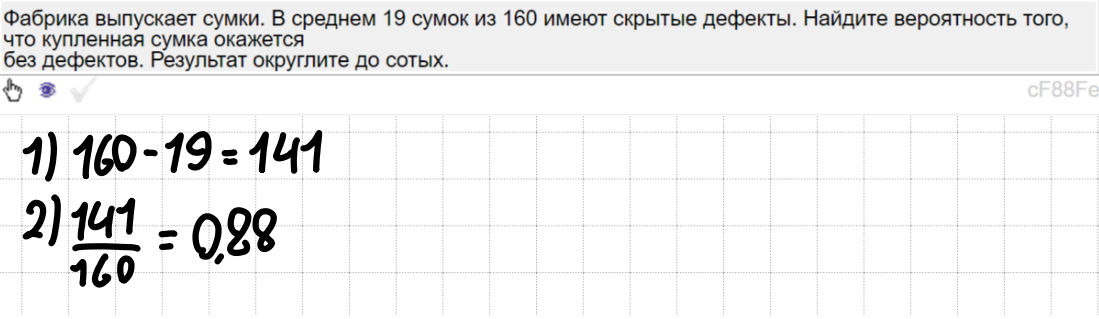 Фабрика выпускает сумки. В среднем 19 сумок из 160 имеют скрытые дефекты. Найдите вероятность того,
что купленная сумка окажется
без дефектов. Результат округлите до сотых.
cF88Fe
1) 160-19=141
2) 141/160 = 0,88